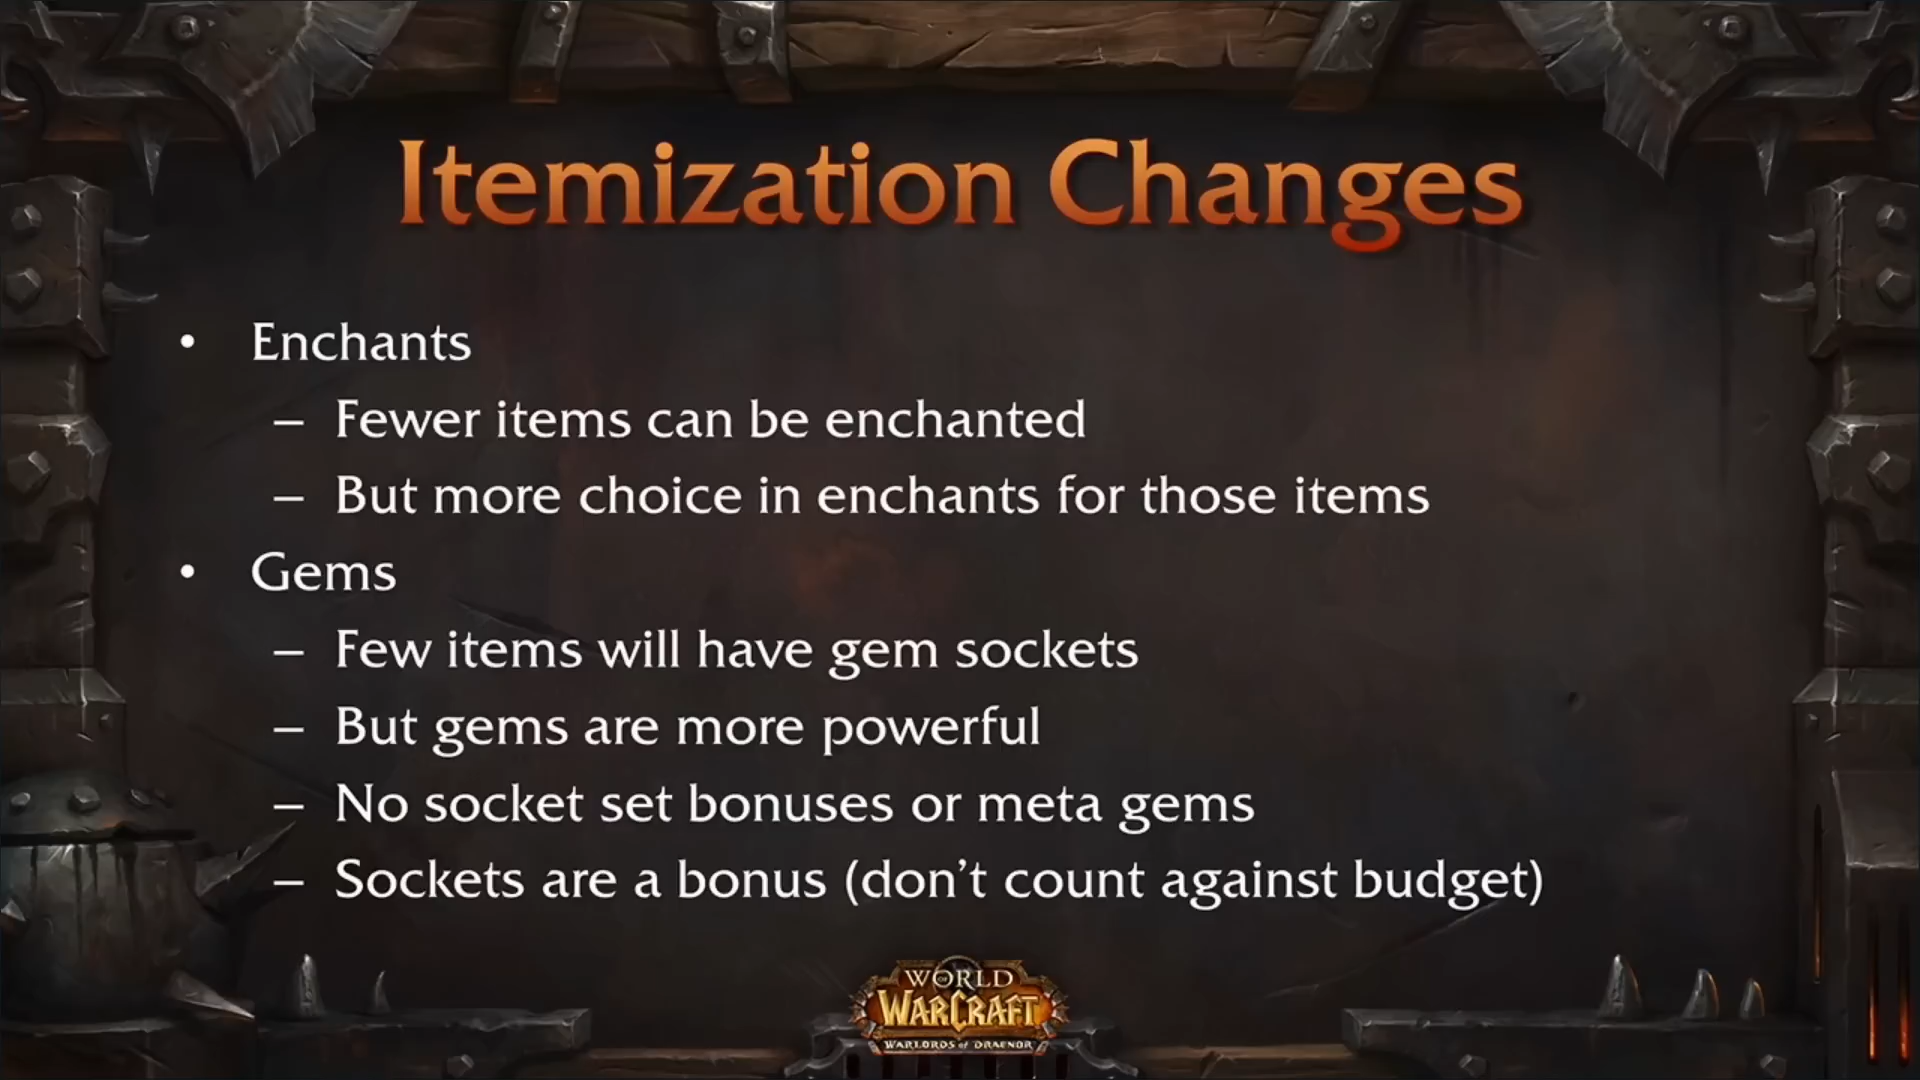 Itemization Changes
• Enchants
– Fewer items can be enchanted
– But more choice in enchants for those items
• Gems
– Few items will have gem sockets
– But gems are more powerful
– No socket set bonuses or meta gems
– Sockets are a bonus (don't count against budget)
WORLD
OF
WARCRAFT
WARLORDS OF DRAENOR